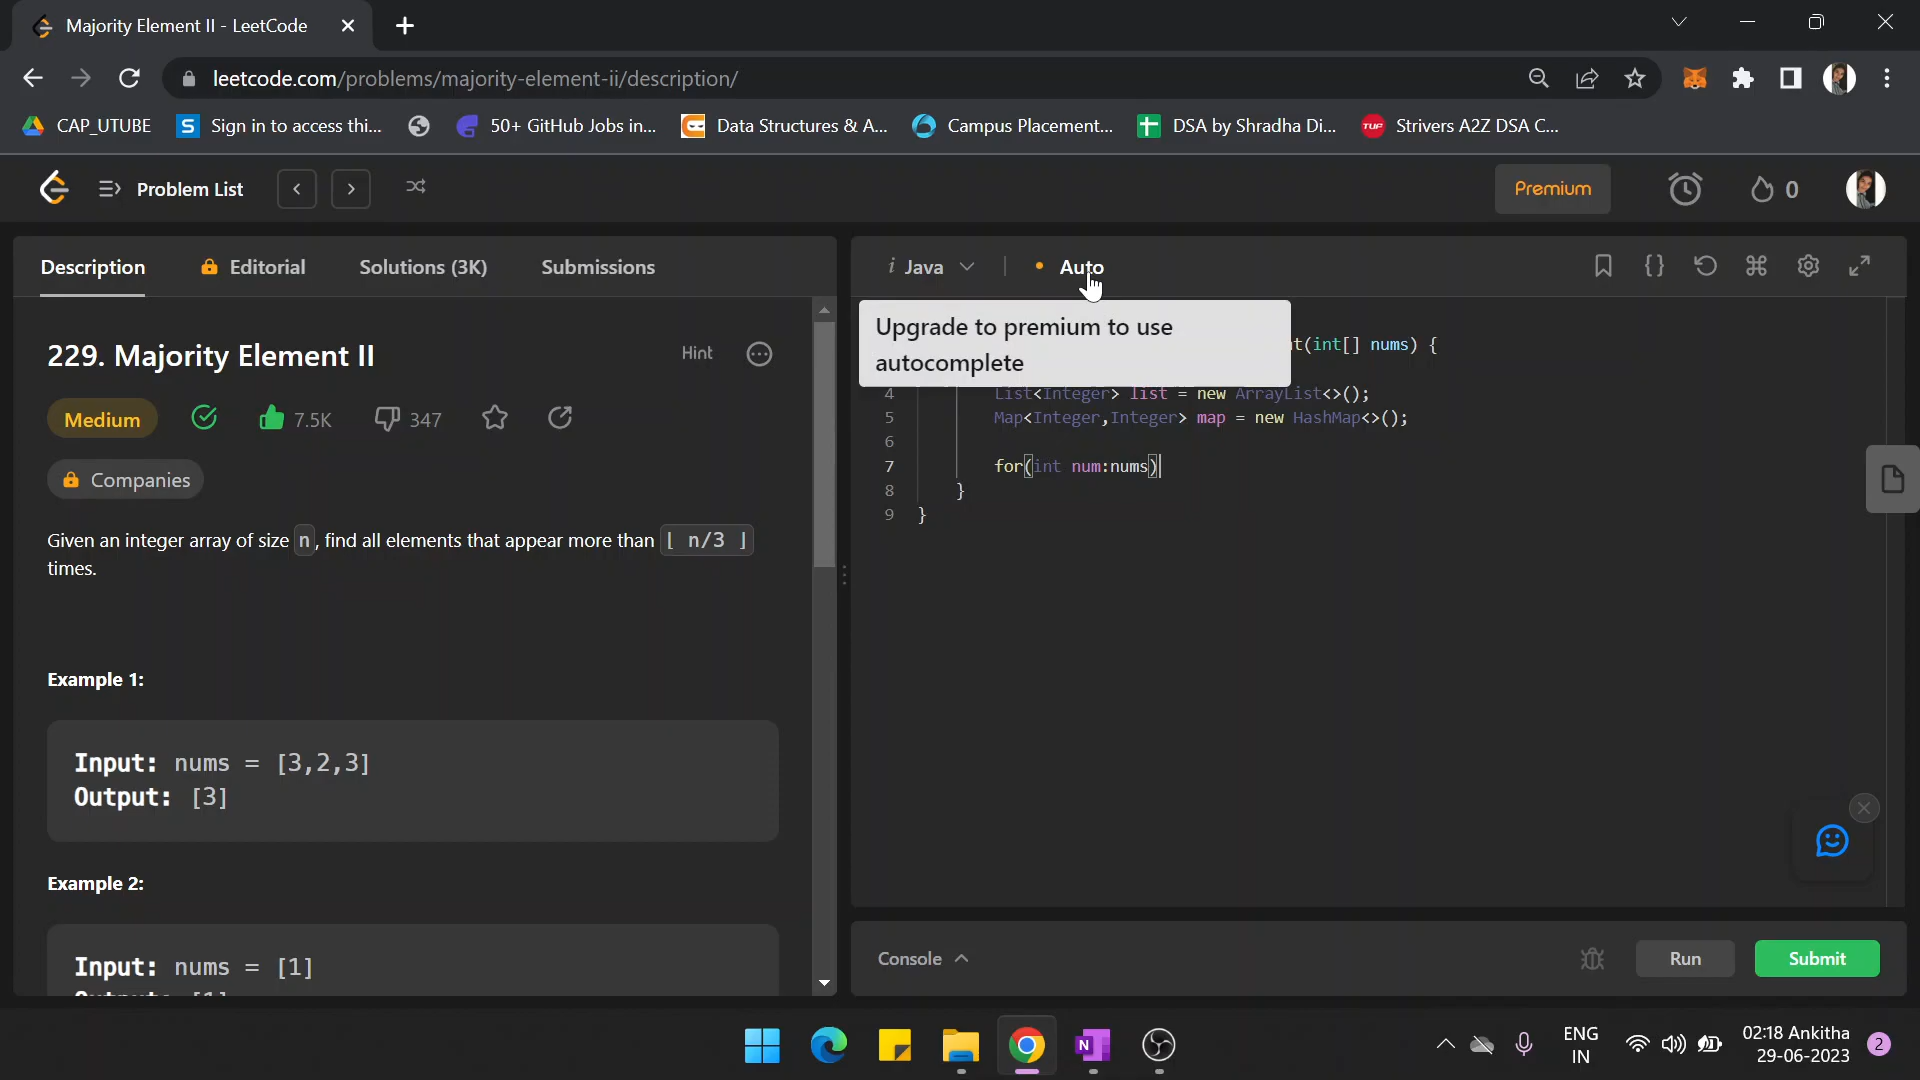 Majority Element II - LeetCode
leetcode.com/problems/majority-element-ii/description/
CAP_UTUBE
Sign in to access thi...
50+ GitHub Jobs in...
Data Structures & A...
Campus Placement...
DSA by Shradha Di...
TUF
Strivers A2Z DSA C...
Problem List
Premium
0
Description
Editorial
Solutions (3K)
Submissions
i Java
Auto
Upgrade to premium to use
autocomplete
229. Majority Element II
Hint
Medium
7.5K
347
Companies
Given an integer array of size n, find all elements that appear more than ⌊ n/3 ⌋
times.
Example 1:
Input: nums = [3,2,3]
Output: [3]
Example 2:
Input: nums = [1]
t(int[] nums) {
4 List<Integer> list = new ArrayList<>();
5 Map<Integer,Integer> map = new HashMap<>();
6
7 for(int num:nums)
8 }
9 }
Console
Run
Submit
N
ENG
IN
02:18 Ankitha
29-06-2023
2